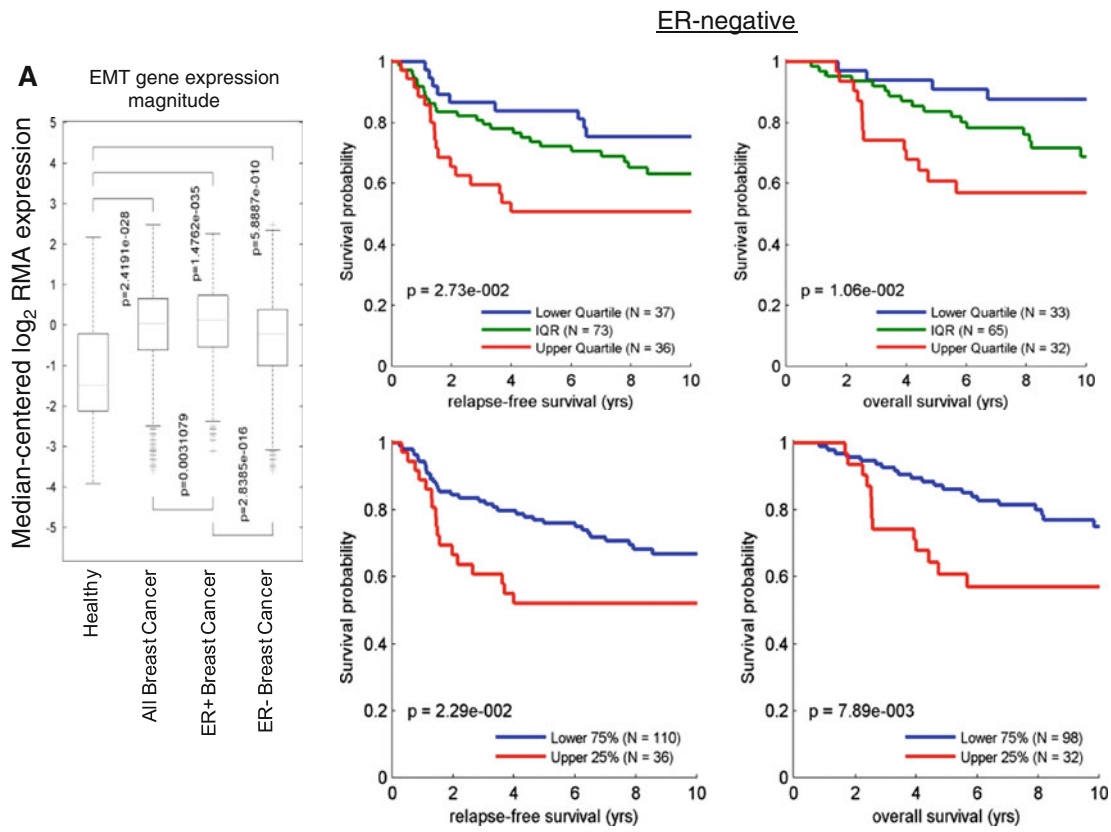 ER-negative
A
EMT gene expression
magnitude
Median-centered log₂ RMA expression
5
4
3
2
1
0
-1
-2
-3
-4
-5
p=2.4191e-028
p=1.4762e-035
p=5.8887e-010
p=0.0031079
p=2.8385e-016
Healthy
All Breast Cancer
ER+ Breast Cancer
ER- Breast Cancer
Survival probability
1
0.8
0.6
0.4
0.2
0
p = 2.73e-002
Lower Quartile (N = 37)
IQR (N = 73)
Upper Quartile (N = 36)
0 2 4 6 8 10
relapse-free survival (yrs)
Survival probability
1
0.8
0.6
0.4
0.2
0
p = 1.06e-002
Lower Quartile (N = 33)
IQR (N = 65)
Upper Quartile (N = 32)
0 2 4 6 8 10
overall survival (yrs)
Survival probability
1
0.8
0.6
0.4
0.2
0
p = 2.29e-002
Lower 75% (N = 110)
Upper 25% (N = 36)
0 2 4 6 8 10
relapse-free survival (yrs)
Survival probability
1
0.8
0.6
0.4
0.2
0
p = 7.89e-003
Lower 75% (N = 98)
Upper 25% (N = 32)
0 2 4 6 8 10
overall survival (yrs)